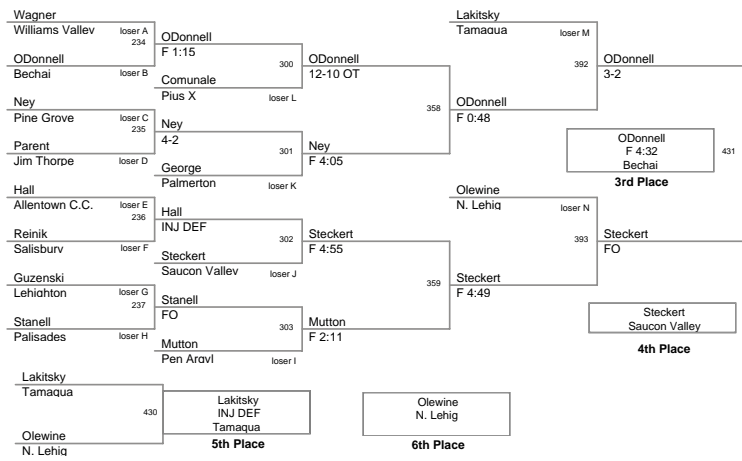 Wagner
Williams Valley loser A
234
ODonnell
Bechai loser B
Ney
Pine Grove loser C
235
Parent
Jim Thorpe loser D
Hall
Allentown C.C. loser E
236
Reinik
Salisbury loser F
Guzenski
Lehighton loser G
237
Stanell
Palisades loser H
ODonnell
F 1:15
300
Comunale
Pius X loser L
Ney
4-2
301
George
Palmerton loser K
Hall
INJ DEF
302
Steckert
Saucon Valley loser J
Stanell
FO
303
Mutton
Pen Argyl loser I
ODonnell
12-10 OT
358
Ney
F 4:05
Steckert
F 4:55
359
Mutton
F 2:11
Lakitsky
Tamaqua loser M
392
ODonnell
F 0:48
Olewine
N. Lehig loser N
393
Steckert
F 4:49
ODonnell
3-2
ODonnell
F 4:32
Bechai
431
3rd Place
Steckert
FO
Steckert
Saucon Valley
4th Place
Lakitsky
Tamaqua
430
Olewine
N. Lehig
Lakitsky
INJ DEF
Tamaqua
5th Place
Olewine
N. Lehig
6th Place